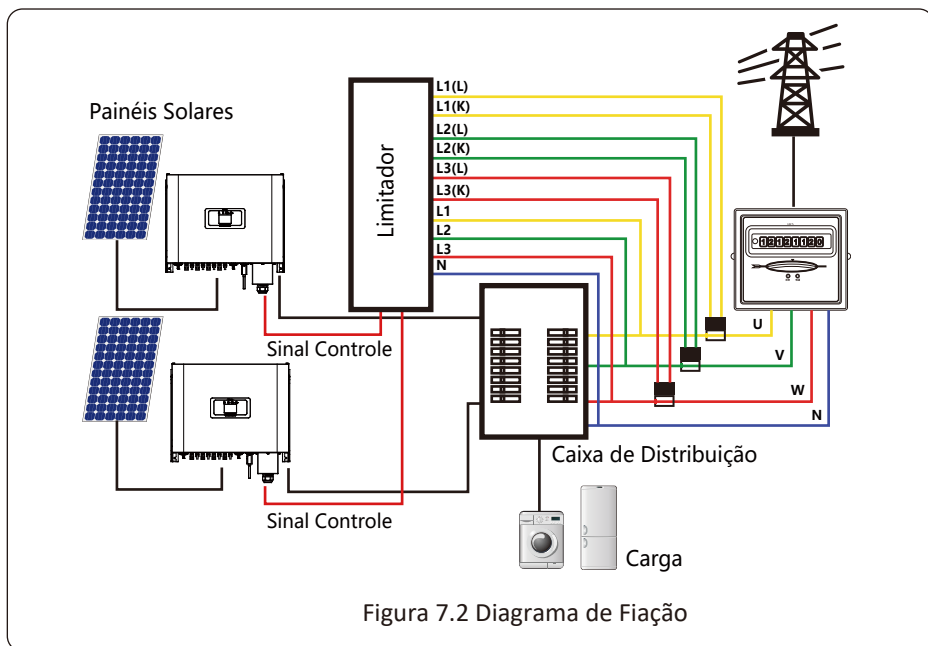 Painéis Solares
Limitador
L1(L)
L1(K)
L2(L)
L2(K)
L3(L)
L3(K)
L1
L2
L3
N
12121120
U
V
W
N
Sinal Controle
Caixa de Distribuição
Sinal Controle
Carga
Figura 7.2 Diagrama de Fiação